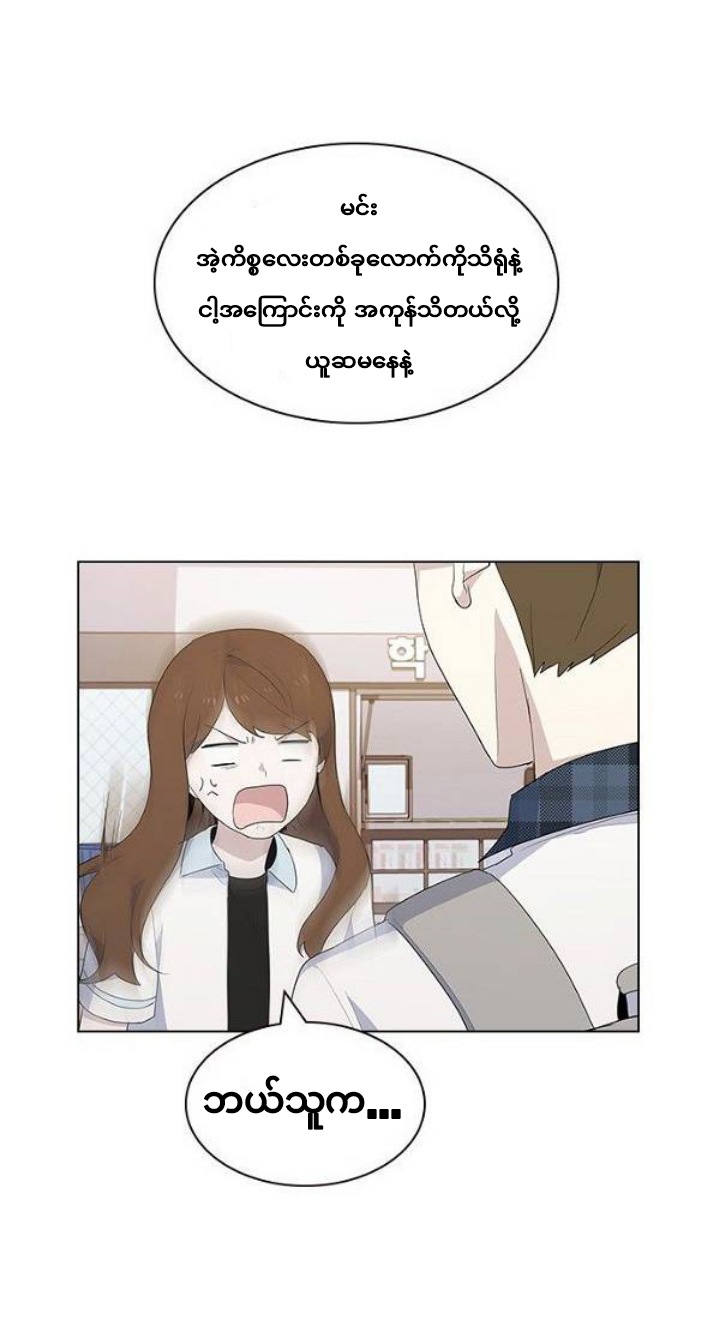 မင်း
အဲ့ကိစ္စလေးတစ်ခုလောက်ကိုသိရုံနဲ့
ငါ့အကြောင်းကို အကုန်သိတယ်လို့
ယူဆမနေနဲ့
학
ဘယ်သူက...